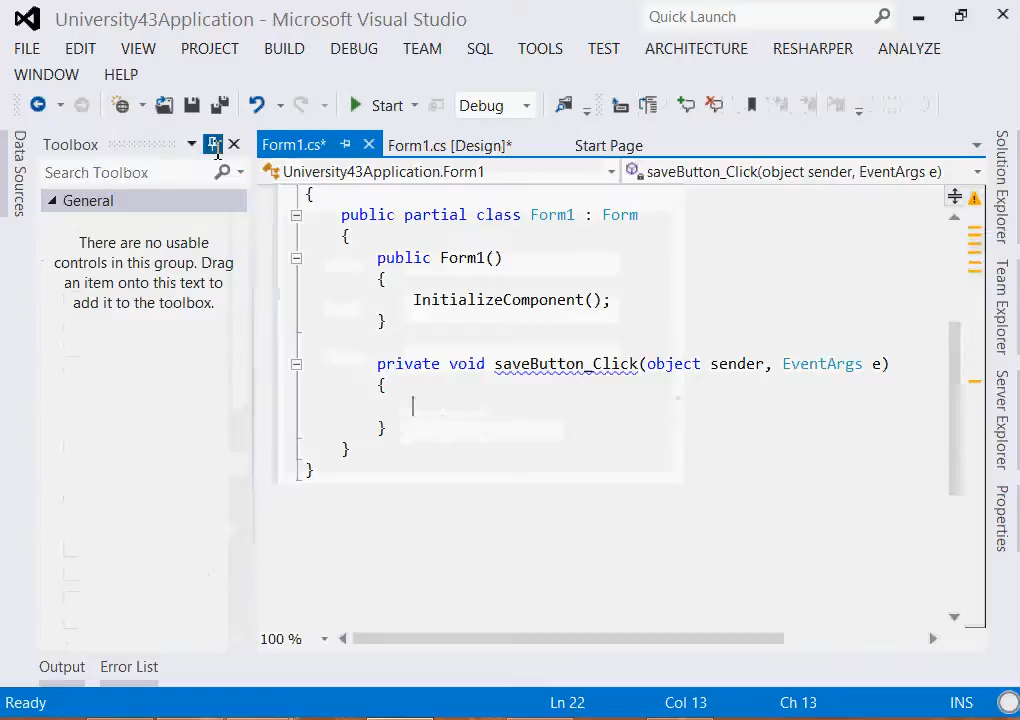 University43Application - Microsoft Visual Studio
Quick Launch
FILE EDIT VIEW PROJECT BUILD DEBUG TEAM SQL TOOLS TEST ARCHITECTURE RESHARPER ANALYZE
WINDOW HELP
Start Debug
Data Sources
Toolbox
Search Toolbox
General
There are no usable
controls in this group. Drag
an item onto this text to
add it to the toolbox.
Form1.cs* Form1.cs [Design]* Start Page
University43Application.Form1 saveButton_Click(object sender, EventArgs e)
{
public partial class Form1 : Form
{
public Form1()
{
InitializeComponent();
}
private void saveButton_Click(object sender, EventArgs e)
{
}
}
}
100 %
Solution Explorer
Team Explorer
Server Explorer
Properties
Output Error List
Ready Ln 22 Col 13 Ch 13 INS